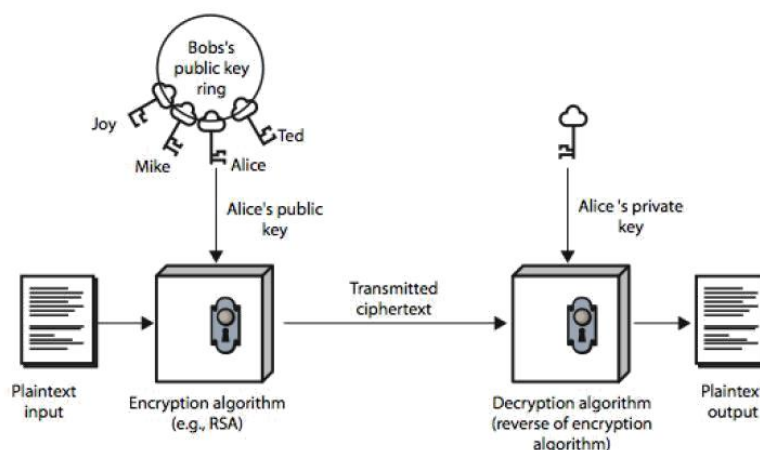 Bobs's
public key
ring
Joy
Mike
Alice
Ted
Alice's public
key
Alice 's private
key
Transmitted
ciphertext
Plaintext
input
Encryption algorithm
(e.g., RSA)
Decryption algorithm
(reverse of encryption
algorithm)
Plaintext
output